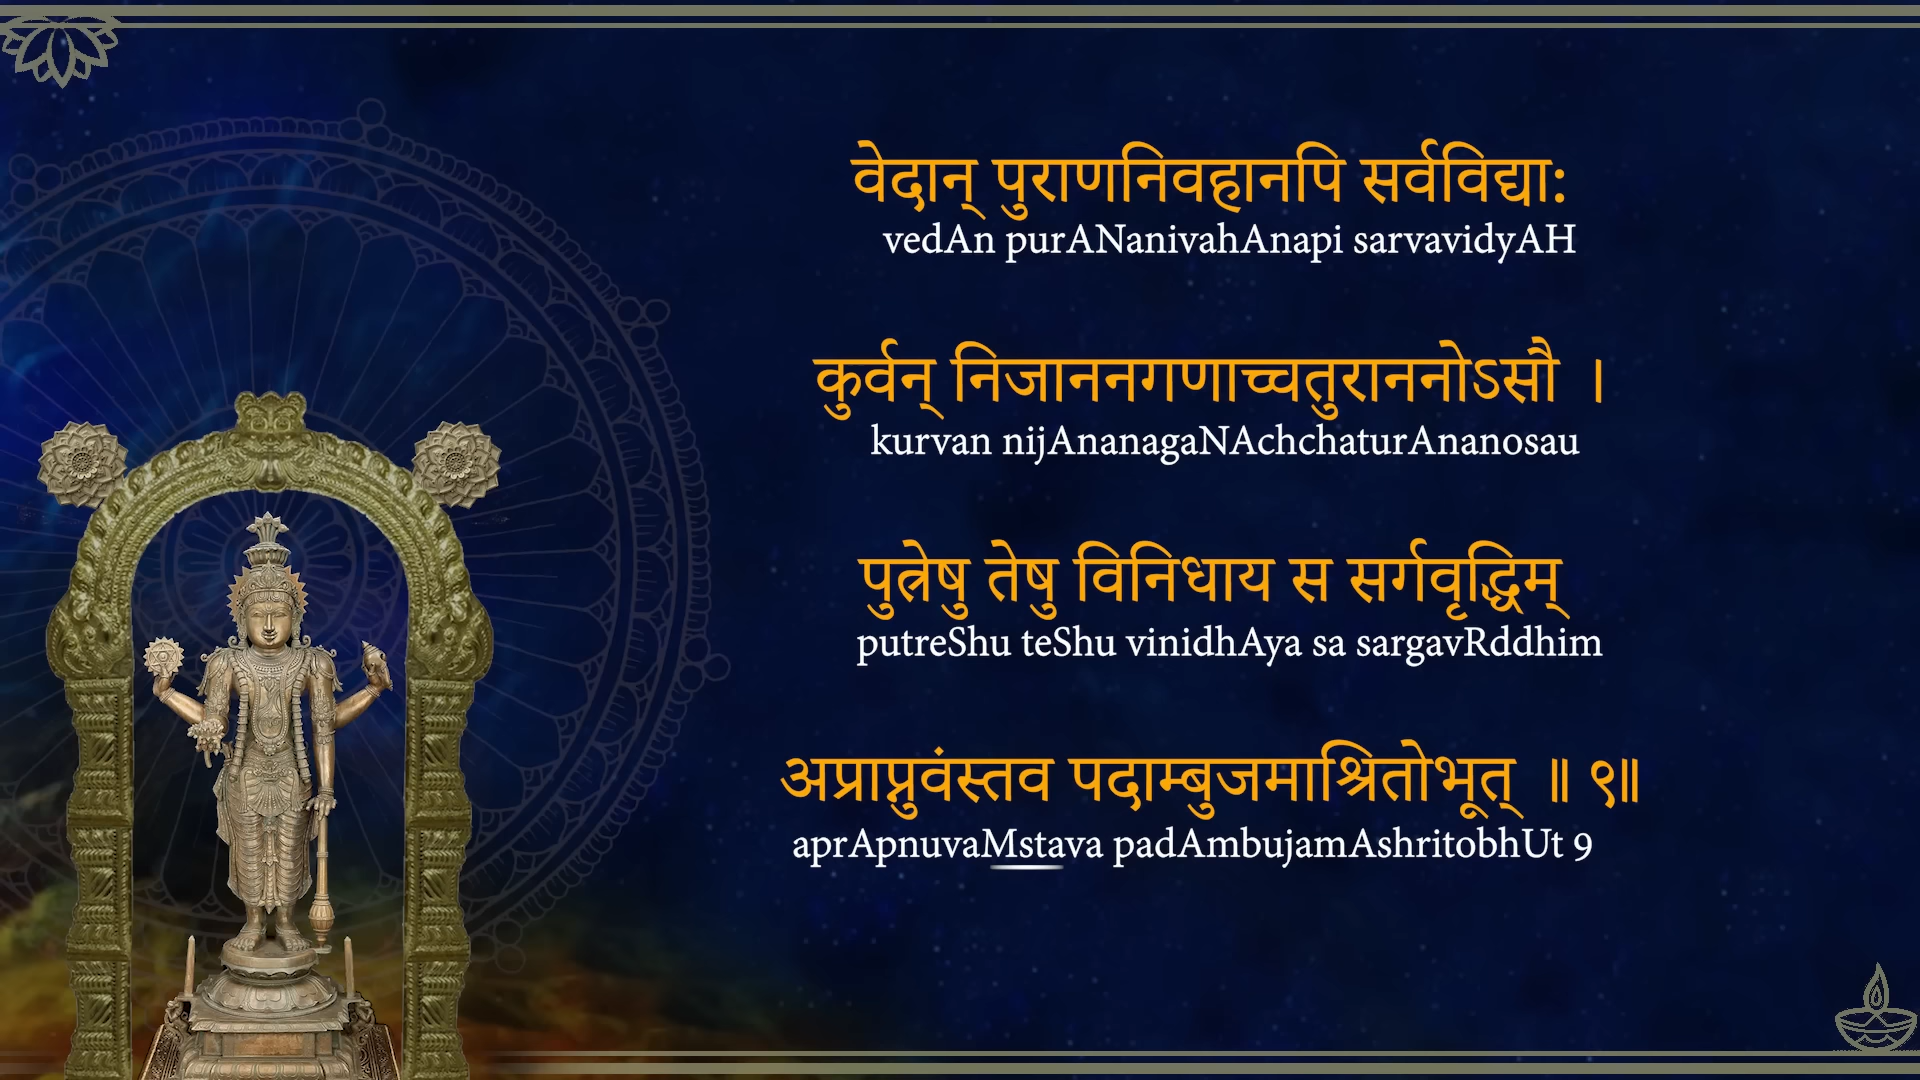 वेदान् पुराणनिवहानपि सर्वविद्या:
vedAn purANanivahAnapi sarvavidyAH
कुर्वन् निजाननगणाच्चतुराननोऽसौ ।
kurvan nijAnanagaNAchchaturAnanosau
पुत्रेषु तेषु विनिधाय स सर्गवृद्धिम्
putreShu teShu vinidhAya sa sargavRddhim
अप्राप्नुवंस्तव पदाम्बुजमाश्रितोभूत् ॥ ९॥
aprApnuvaMstava padAmbujamAshritobhUt 9